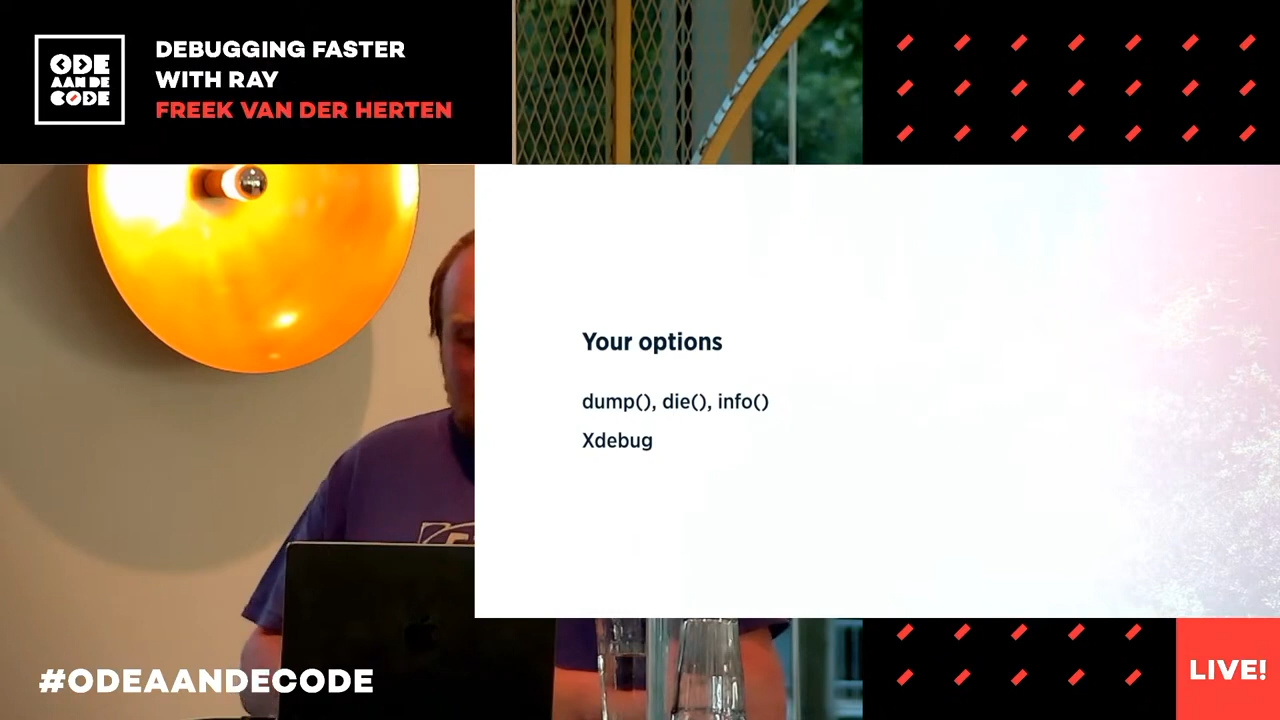 ODE
AAN DE
CODE
DEBUGGING FASTER
WITH RAY
FREEK VAN DER HERTEN
Your options
dump(), die(), info()
Xdebug
#ODEAANDECODE
LIVE!